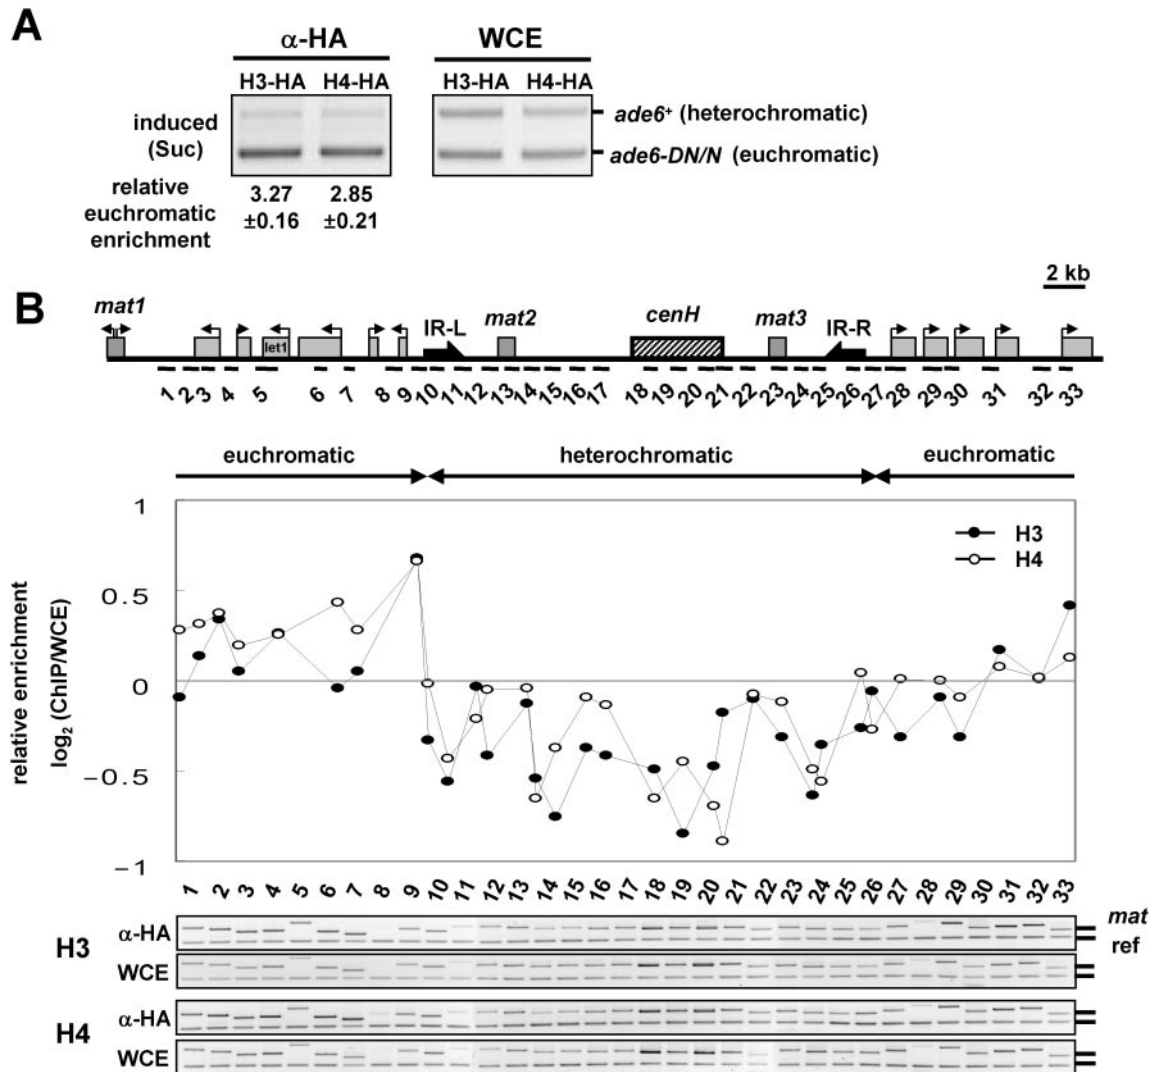 A
α-HA WCE
H3-HA H4-HA H3-HA H4-HA
induced (Suc)
ade6⁺ (heterochromatic)
ade6-DN/N (euchromatic)
relative euchromatic enrichment
3.27 ±0.16
2.85 ±0.21
B
2 kb
mat1 let1 IR-L mat2 cenH mat3 IR-R
1 2 3 4 5 6 7 8 9 10 11 12 13 14 15 16 17 18 19 20 21 22 23 24 25 26 27 28 29 30 31 32 33
euchromatic heterochromatic euchromatic
relative enrichment
log₂ (ChIP/WCE)
1
0.5
0
−0.5
−1
H3
H4
1 2 3 4 5 6 7 8 9 10 11 12 13 14 15 16 17 18 19 20 21 22 23 24 25 26 27 28 29 30 31 32 33
H3 α-HA mat
WCE ref
H4 α-HA
WCE